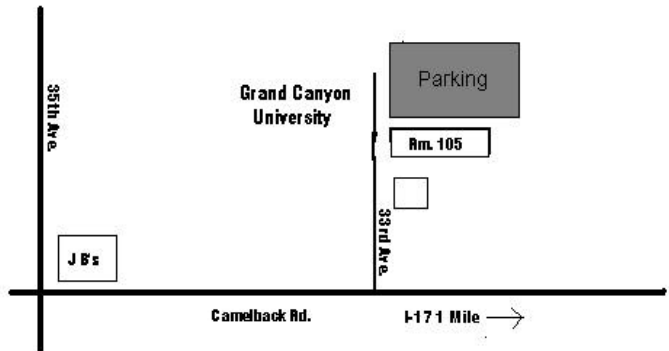 Parking
Grand Canyon
University
35th Ave.
Rm. 105
33rd Ave.
J B's
Camelback Rd.
I-17 1 Mile